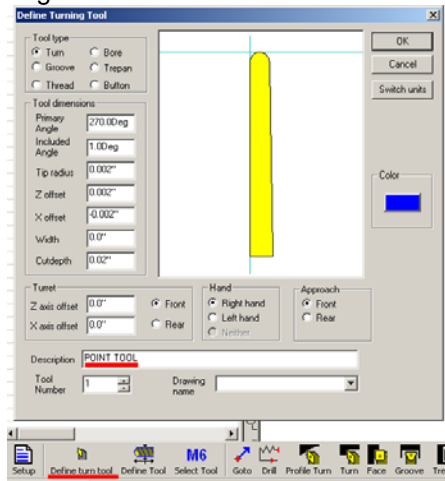 Define Turning Tool
Tool type
Turn Bore
Groove Trepan
Thread Button
OK
Cancel
Switch units
Tool dimensions
Primary Angle 270.0Deg
Included Angle 1.0Deg
Tip radius 0.002"
Z offset 0.002"
X offset -0.002"
Width 0.0"
Cutdepth 0.02"
Color
Turret
Z axis offset 0.0" Front
X axis offset 0.0" Rear
Hand
Right hand
Left hand
Neither
Approach
Front
Rear
Description POINT TOOL
Tool Number 1
Drawing name
M6
Setup Define turn tool Define Tool Select Tool Goto Drill Profile Turn Turn Face Groove